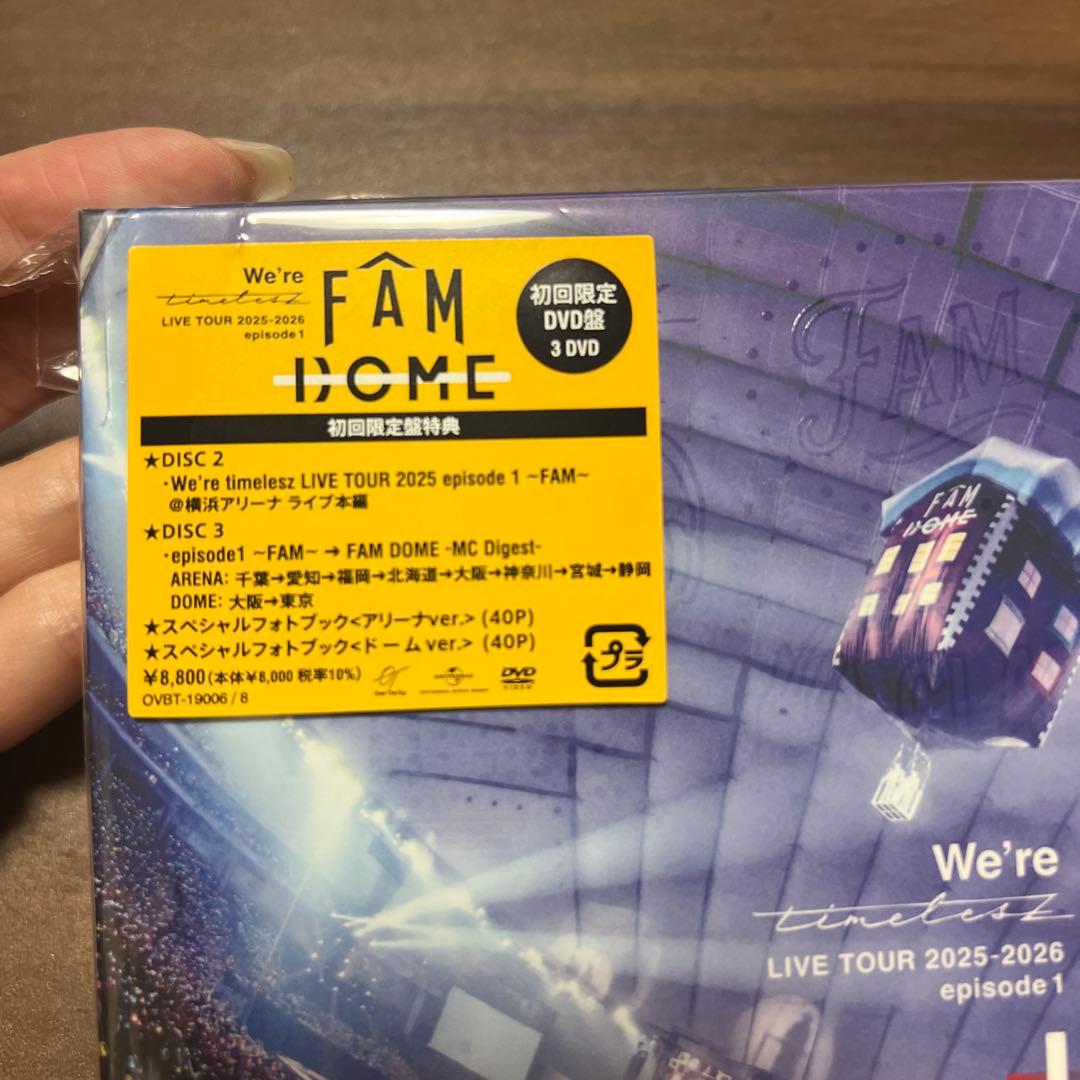 We're
timelesz
LIVE TOUR 2025-2026
episode1
FAM
DOME
初回限定
DVD盤
3 DVD
初回限定盤特典
★DISC 2
・We're timelesz LIVE TOUR 2025 episode 1 ~FAM~
@横浜アリーナ ライブ本編
★DISC 3
・episode1 ~FAM~ → FAM DOME -MC Digest-
ARENA: 千葉→愛知→福岡→北海道→大阪→神奈川→宮城→静岡
DOME: 大阪→東京
★スペシャルフォトブック<アリーナver.> (40P)
★スペシャルフォトブック<ドームver.> (40P)
¥8,800(本体¥8,000 税率10%)
DVD
VIDEO
プラ
OVBT-19006 / 8
FAM
FAM
DOME
We're
timelesz
LIVE TOUR 2025-2026
episode1